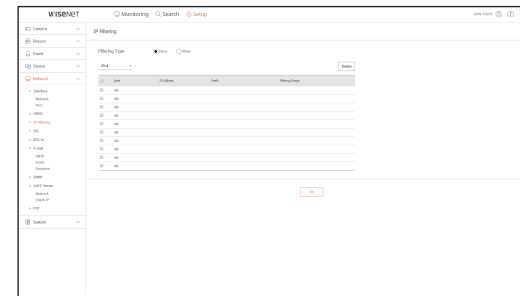 WISENET
Monitoring Search Setup
Camera
Record
Event
Device
Network
Interface
Network
Port
DDNS
IP Filtering
SSL
802.1x
E-mail
SMTP
Event
Recipient
SNMP
DHCP Server
Network
Check IP
P2P
System
IP Filtering
Filtering Type Deny Allow
IPv4 Delete
IP Address Prefix Filtering Range
OK